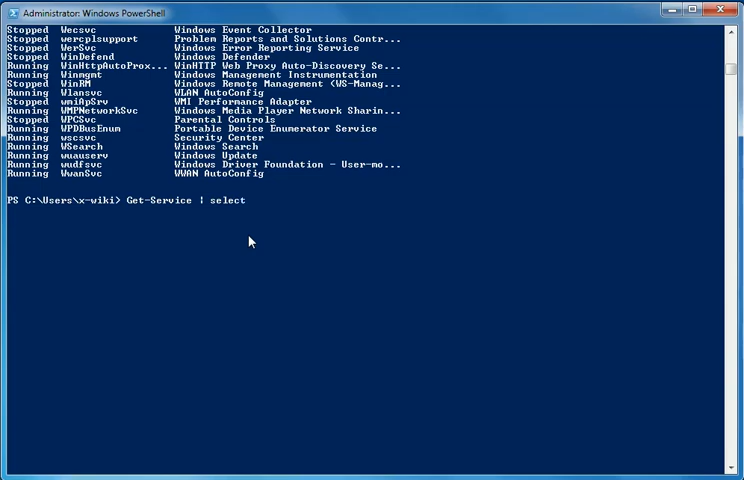 Administrator: Windows PowerShell
Stopped  Wecsvc             Windows Event Collector
Stopped  wercplsupport      Problem Reports and Solutions Contr...
Stopped  WerSvc             Windows Error Reporting Service
Stopped  WinDefend          Windows Defender
Running  WinHttpAutoProx... WinHTTP Web Proxy Auto-Discovery Se...
Running  Winmgmt            Windows Management Instrumentation
Stopped  WinRM              Windows Remote Management (WS-Manag...
Running  Wlansvc            WLAN AutoConfig
Stopped  wmiApSrv           WMI Performance Adapter
Running  WMPNetworkSvc      Windows Media Player Network Sharin...
Stopped  WPCSvc             Parental Controls
Running  WPDBusEnum         Portable Device Enumerator Service
Running  wscsvc             Security Center
Running  WSearch            Windows Search
Running  wuauserv           Windows Update
Running  wudfsvc            Windows Driver Foundation - User-mo...
Running  WwanSvc            WWAN AutoConfig
PS C:\Users\x-wiki> Get-Service | select